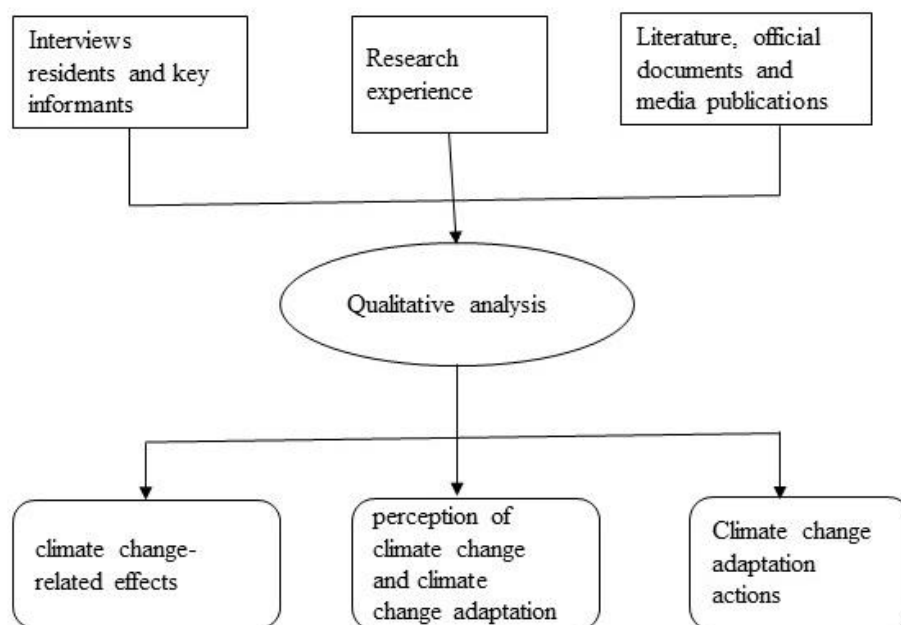 Interviews
residents and key
informants
Research
experience
Literature, official
documents and
media publications
Qualitative analysis
climate change-
related effects
perception of
climate change
and climate
change adaptation
Climate change
adaptation
actions